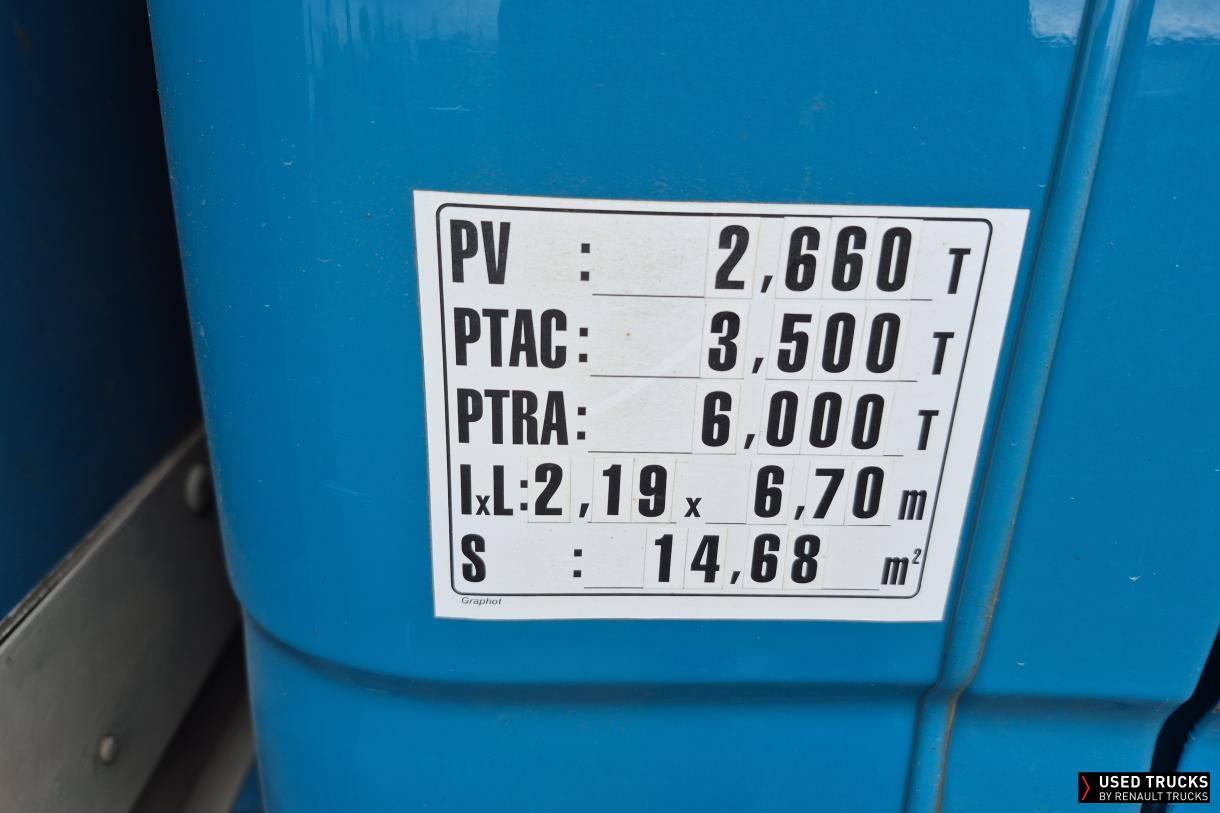 PV : 2,660 T
PTAC: 3,500 T
PTRA: 6,000 T
lxL: 2,19 x 6,70 m
S : 14,68 m²
Graphot
USED TRUCKS
BY RENAULT TRUCKS